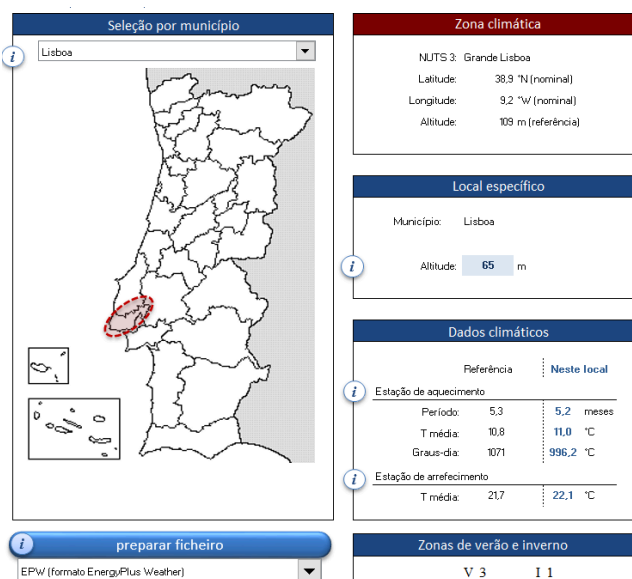 Seleção por município
i
Lisboa
preparar ficheiro
i
EPW (formato EnergyPlus Weather)
Zona climática
NUTS 3: Grande Lisboa
Latitude: 38,9 °N (nominal)
Longitude: 9,2 °W (nominal)
Altitude: 109 m (referência)
Local específico
Município: Lisboa
i
Altitude: 65 m
Dados climáticos
Referência Neste local
i
Estação de aquecimento
Período: 5,3 5,2 meses
T média: 10,8 11,0 °C
Graus-dia: 1071 996,2 °C
i
Estação de arrefecimento
T média: 21,7 22,1 °C
Zonas de verão e inverno
V 3 I 1